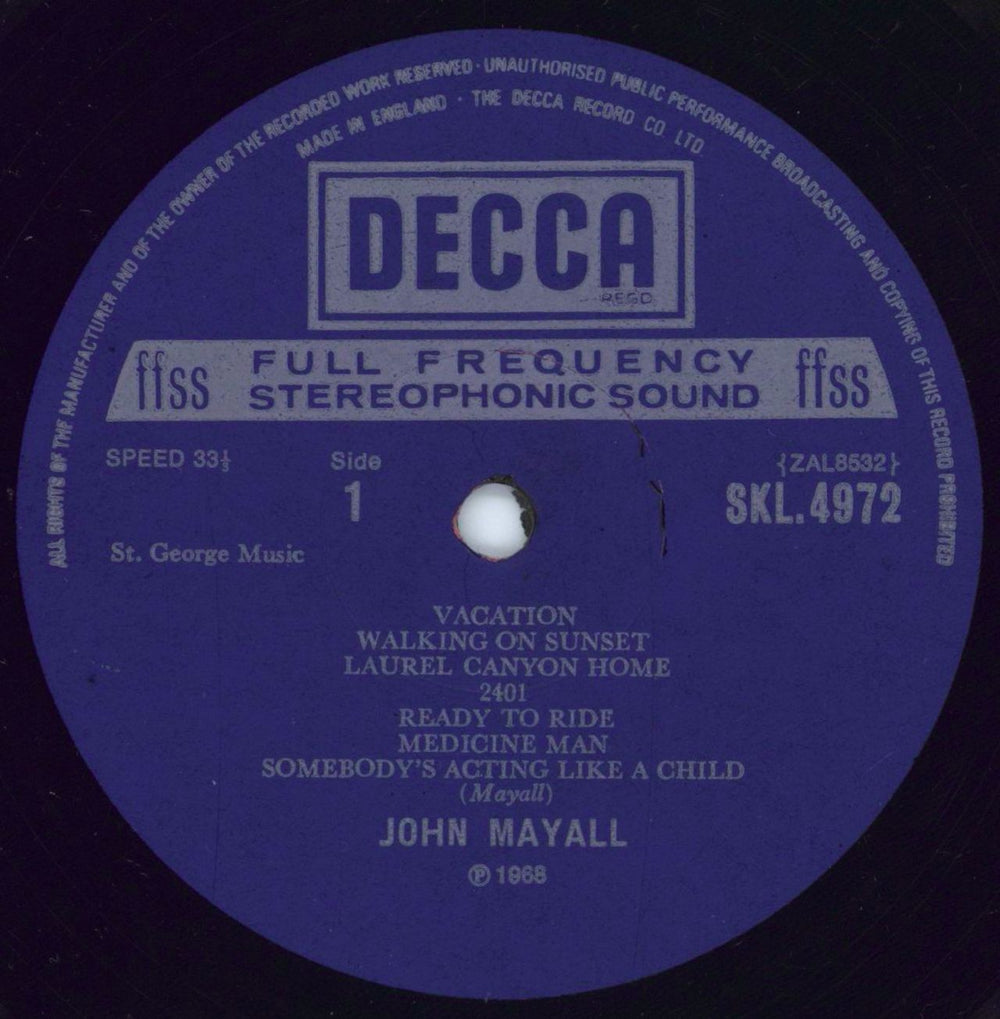 ALL RIGHTS OF THE MANUFACTURER AND OF THE OWNER OF THE RECORDED WORK RESERVED · UNAUTHORISED PUBLIC PERFORMANCE BROADCASTING AND COPYING OF THIS RECORD PROHIBITED
MADE IN ENGLAND · THE DECCA RECORD CO. LTD.
DECCA
REGD
ffss FULL FREQUENCY STEREOPHONIC SOUND ffss
SPEED 33⅓
Side
1
{ZAL8532}
SKL.4972
St. George Music
VACATION
WALKING ON SUNSET
LAUREL CANYON HOME
2401
READY TO RIDE
MEDICINE MAN
SOMEBODY'S ACTING LIKE A CHILD
(Mayall)
JOHN MAYALL
℗ 1968